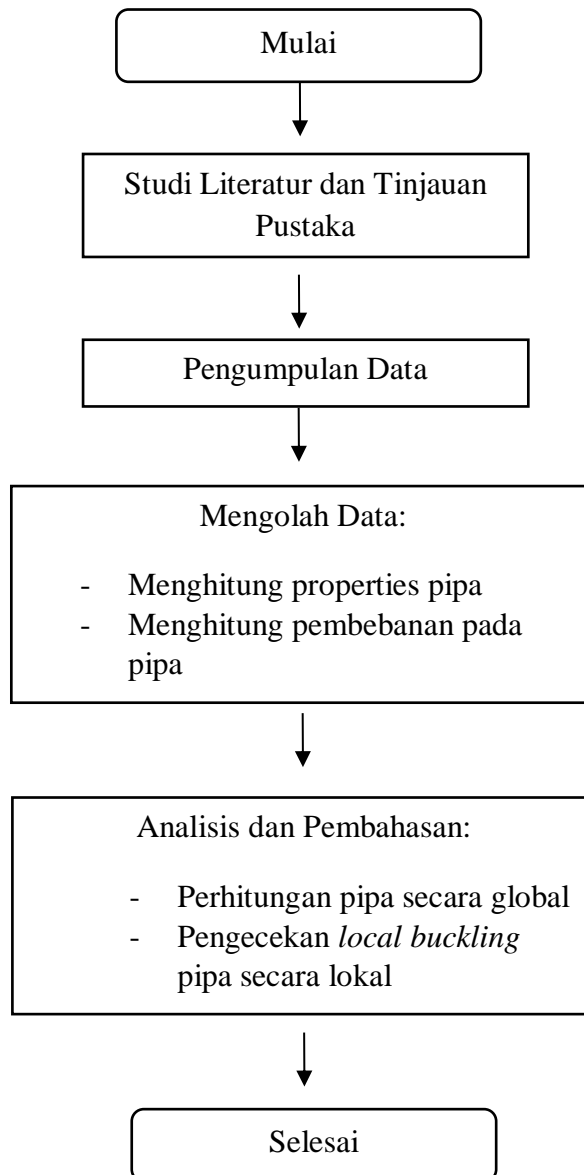 Mulai
Studi Literatur dan Tinjauan
Pustaka
Pengumpulan Data
Mengolah Data:
- Menghitung properties pipa
- Menghitung pembebanan pada
pipa
Analisis dan Pembahasan:
- Perhitungan pipa secara global
- Pengecekan local buckling
pipa secara lokal
Selesai